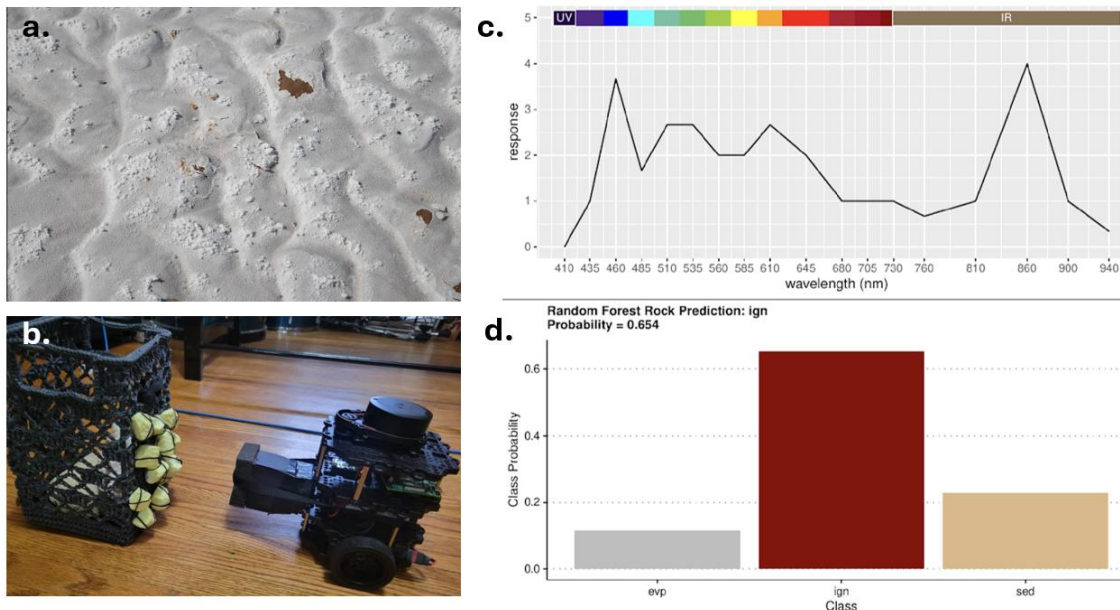 a.
b.
c.
UV
IR
5
4
3
2
1
0
response
410 435 460 485 510 535 560 585 610 645 680 705 730 760 810 860 900 940
wavelength (nm)
d.
Random Forest Rock Prediction: ign
Probability = 0.654
0.6
0.4
0.2
0.0
Class Probability
evp ign sed
Class